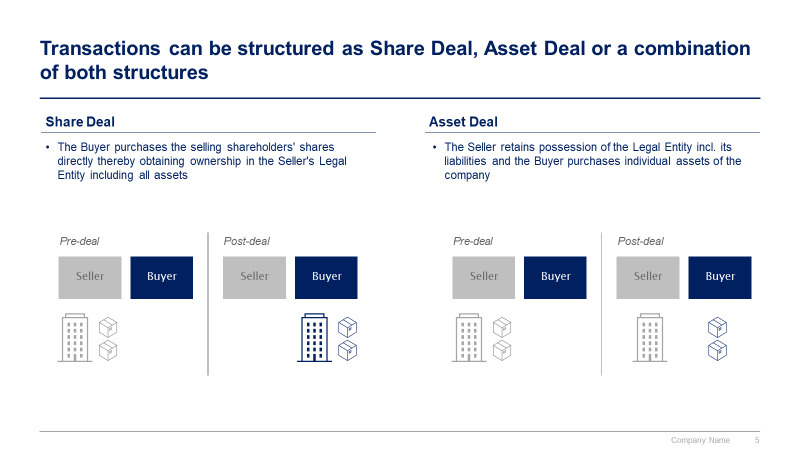 Transactions can be structured as Share Deal, Asset Deal or a combination
of both structures
Share Deal
• The Buyer purchases the selling shareholders' shares
directly thereby obtaining ownership in the Seller's Legal
Entity including all assets
Pre-deal
Post-deal
Seller
Buyer
Seller
Buyer
Asset Deal
• The Seller retains possession of the Legal Entity incl. its
liabilities and the Buyer purchases individual assets of the
company
Pre-deal
Post-deal
Seller
Buyer
Seller
Buyer
Company Name 5